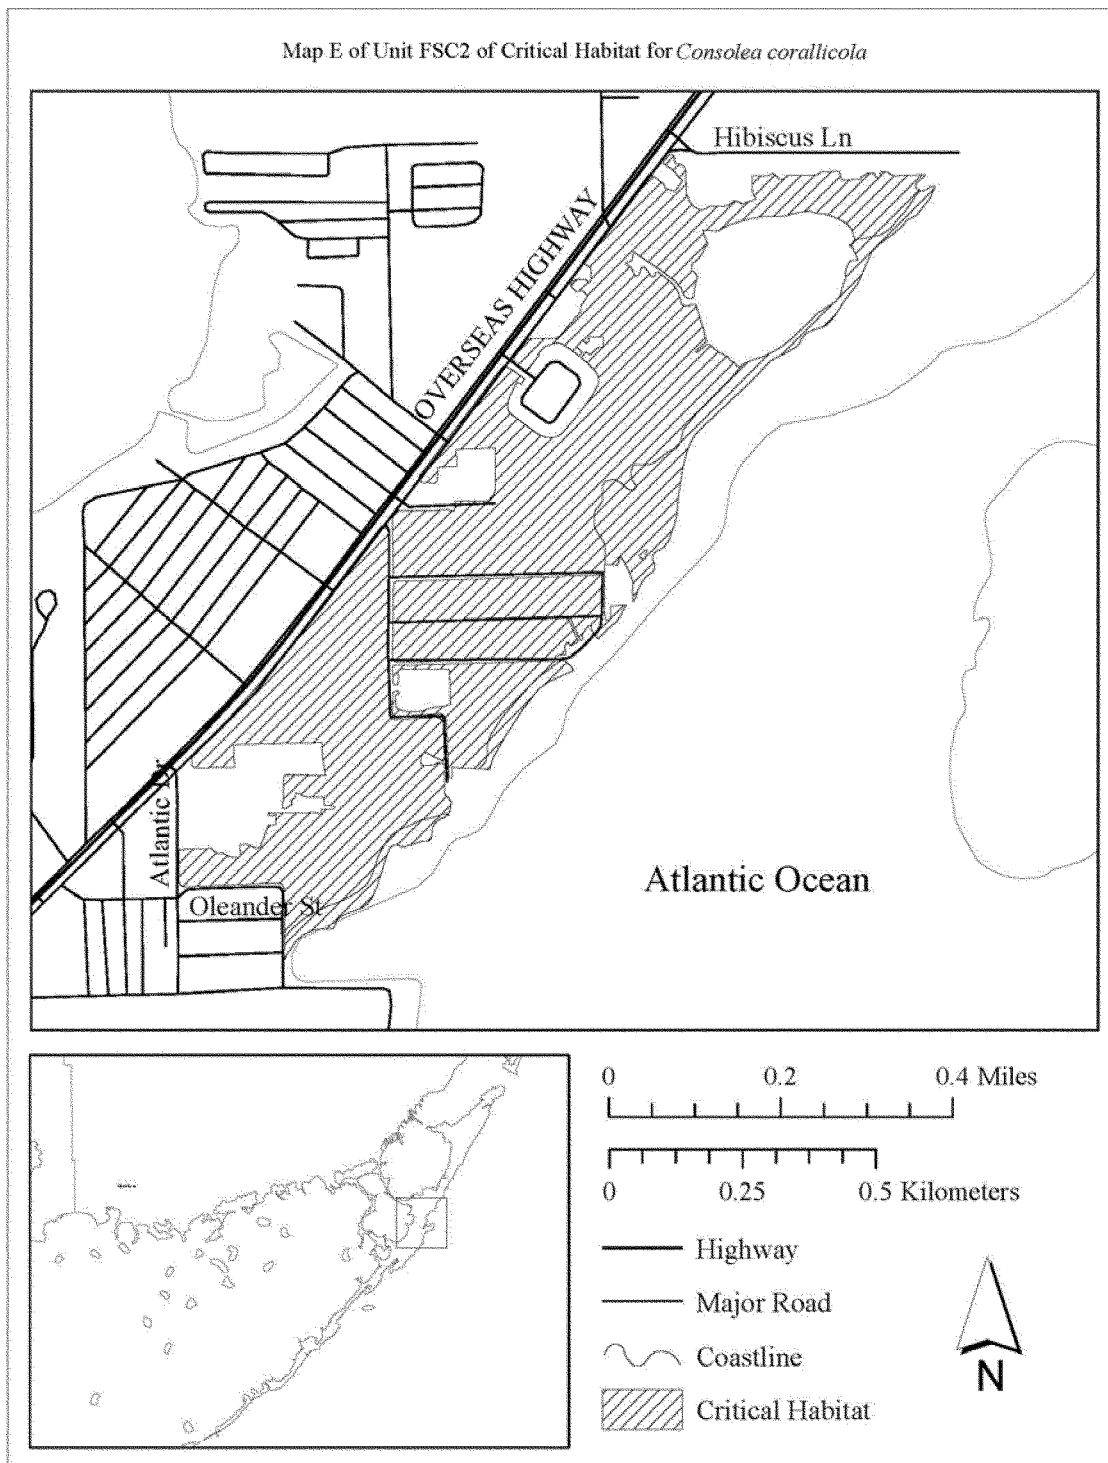 Map E of Unit FSC2 of Critical Habitat for Consolea corallicola
Hibiscus Ln
OVERSEAS HIGHWAY
Atlantic Dr
Oleander St
Atlantic Ocean
0 0.2 0.4 Miles
0 0.25 0.5 Kilometers
Highway
Major Road
Coastline
Critical Habitat
N